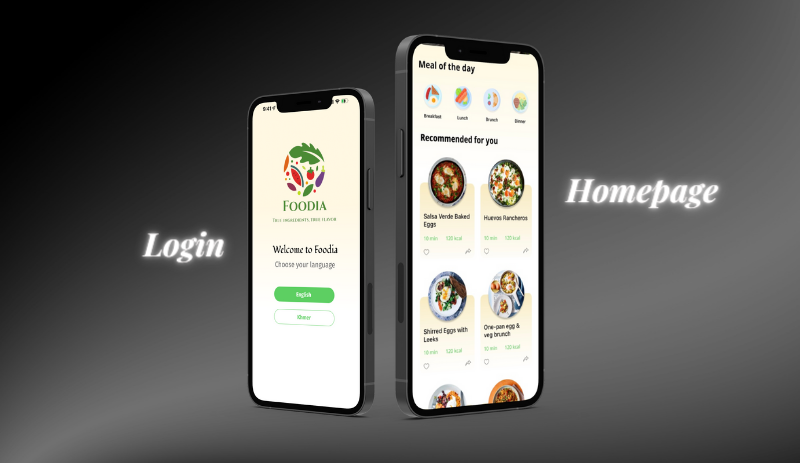 Login
9:41
FOODIA
TRUE INGREDIENTS, TRUE FLAVOR
Welcome to Foodia
Choose your language
English
Khmer
Meal of the day
Breakfast
Lunch
Brunch
Dinner
Recommended for you
Salsa Verde Baked
Eggs
10 min 120 kcal
Huevos Rancheros
10 min 120 kcal
Shirred Eggs with
Leeks
10 min 120 kcal
One-pan egg &
veg brunch
10 min 120 kcal
Homepage